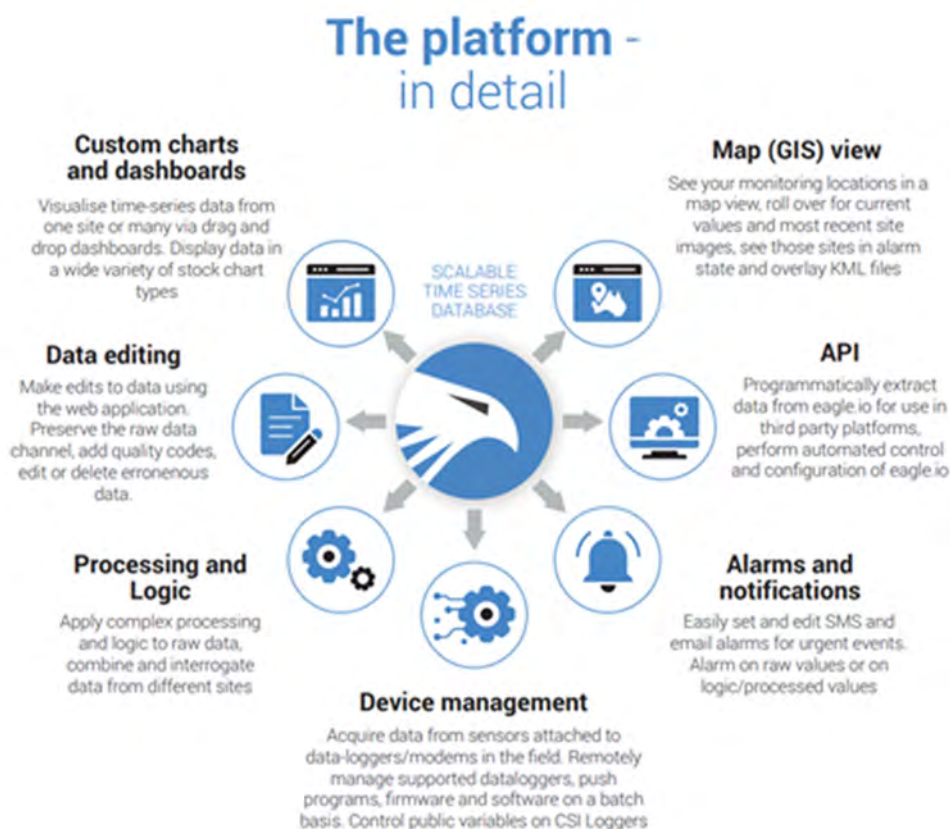 The platform -
in detail
Custom charts
and dashboards
Visualise time-series data from
one site or many via drag and
drop dashboards. Display data in
a wide variety of stock chart
types
Map (GIS) view
See your monitoring locations in a
map view, roll over for current
values and most recent site
images, see those sites in alarm
state and overlay KML files
SCALABLE
TIME SERIES
DATABASE
Data editing
Make edits to data using
the web application.
Preserve the raw data
channel, add quality codes,
edit or delete erronenous
data.
API
Programmatically extract
data from eagle.io for use in
third party platforms,
perform automated control
and configuration of eagle.io
Processing and
Logic
Apply complex processing
and logic to raw data,
combine and interrogate
data from different sites
Alarms and
notifications
Easily set and edit SMS and
email alarms for urgent events.
Alarm on raw values or on
logic/processed values
Device management
Acquire data from sensors attached to
data-loggers/modems in the field. Remotely
manage supported dataloggers, push
programs, firmware and software on a batch
basis. Control public variables on CSI Loggers